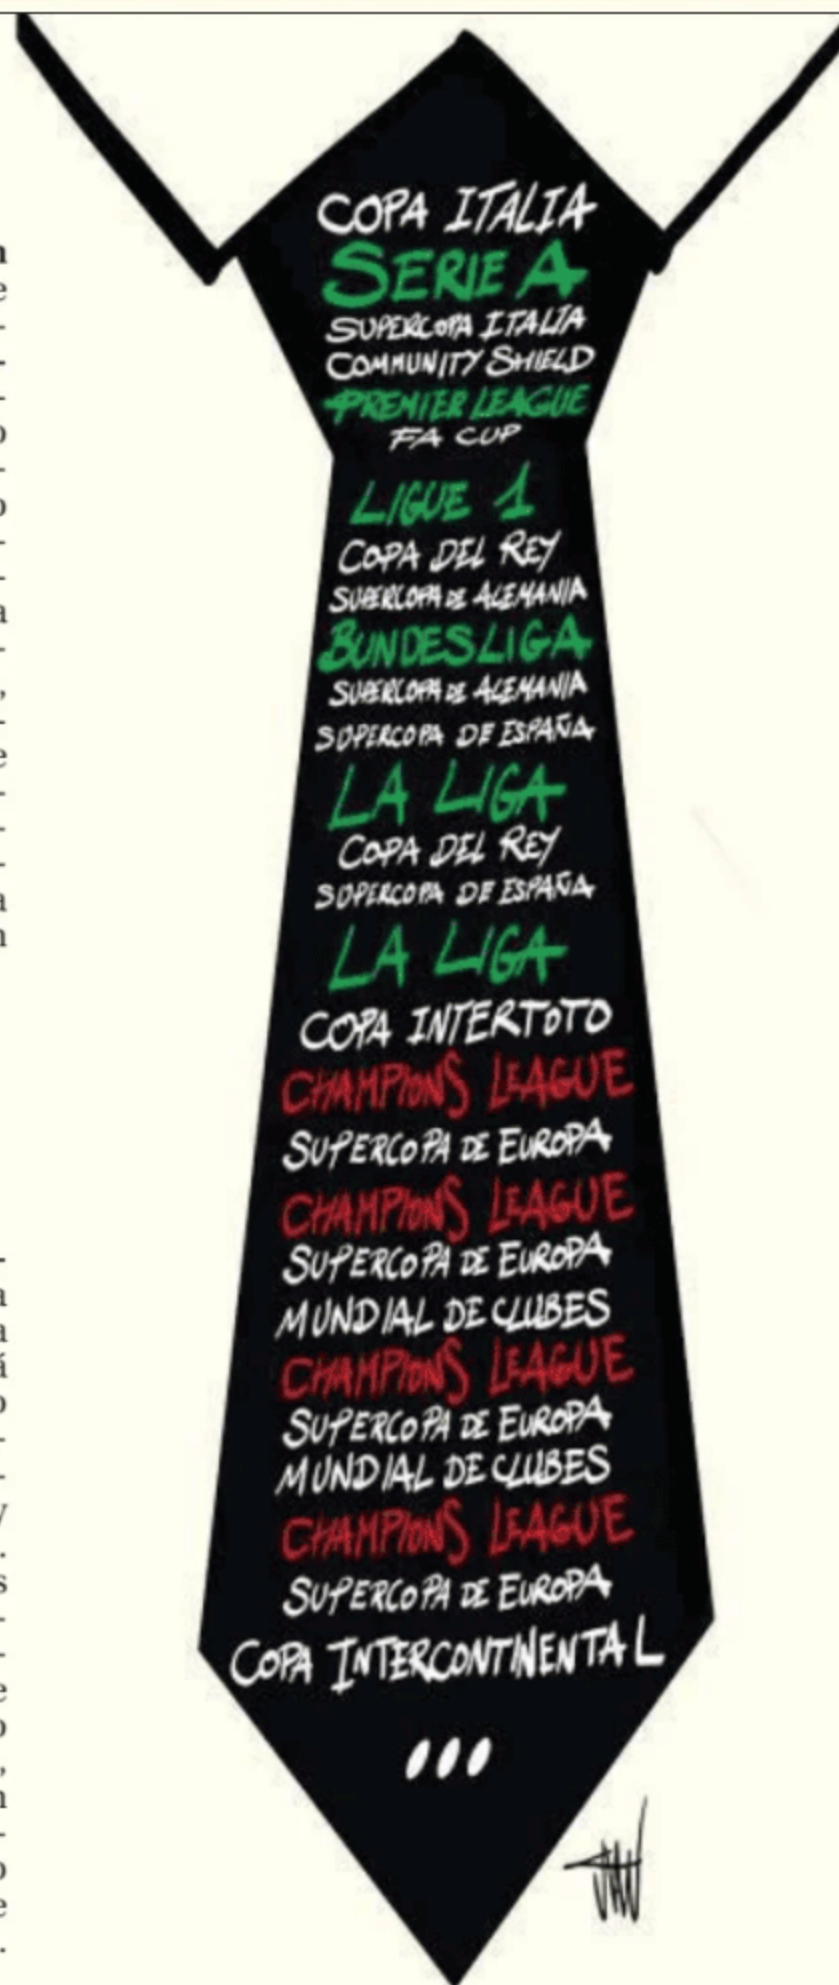 COPA ITALIA
SERIE A
SUPERCOPA ITALIA
COMMUNITY SHIELD
PREMIER LEAGUE
FA CUP
LIGUE 1
COPA DEL REY
SUPERCOPA DE ALEMANIA
BUNDESLIGA
SUPERCOPA DE ALEMANIA
SUPERCOPA DE ESPAÑA
LA LIGA
COPA DEL REY
SUPERCOPA DE ESPAÑA
LA LIGA
COPA INTERTOTO
CHAMPIONS LEAGUE
SUPERCOPA DE EUROPA
CHAMPIONS LEAGUE
SUPERCOPA DE EUROPA
MUNDIAL DE CLUBES
CHAMPIONS LEAGUE
SUPERCOPA DE EUROPA
MUNDIAL DE CLUBES
CHAMPIONS LEAGUE
SUPERCOPA DE EUROPA
COPA INTERCONTINENTAL
...